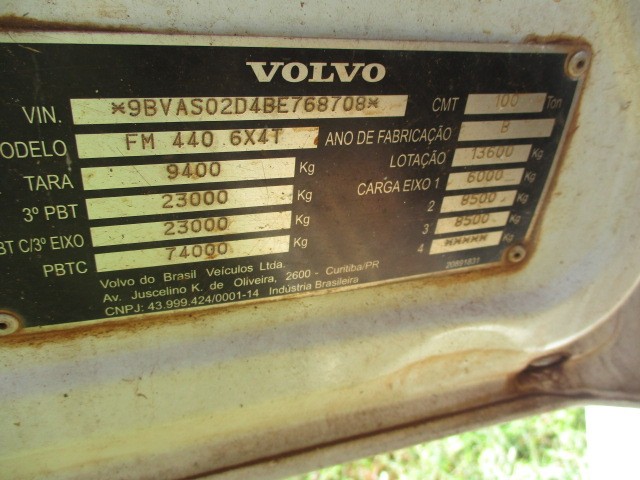 VOLVO
VIN. *9BVAS02D4BE768708* CMT 100 Ton
ODELO FM 440 6X4T ANO DE FABRICAÇÃO B
TARA 9400 Kg LOTAÇÃO 13600 Kg
3º PBT 23000 Kg CARGA EIXO 1 6000 Kg
BT C/3º EIXO 23000 Kg 2 8500 Kg
PBTC 74000 Kg 3 8500 Kg
4 ***** Kg
Volvo do Brasil Veículos Ltda.
Av. Juscelino K. de Oliveira, 2600 - Curitiba/PR
CNPJ: 43.999.424/0001-14 Indústria Brasileira